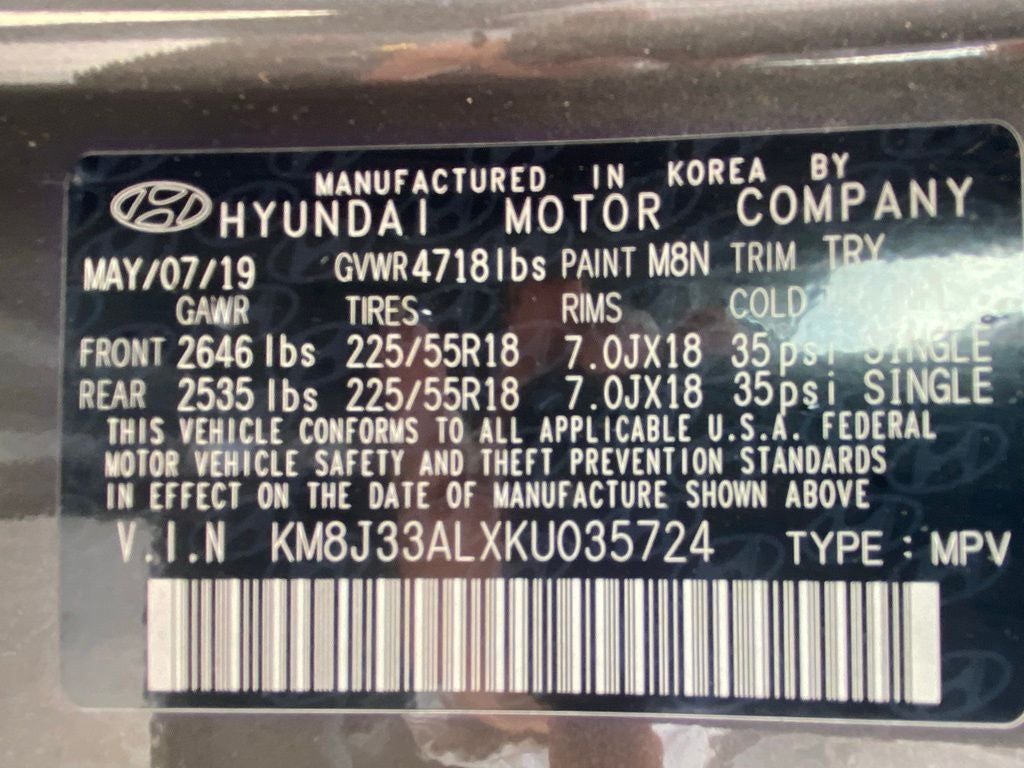 MANUFACTURED IN KOREA BY
HYUNDAI MOTOR COMPANY
MAY/07/19 GVWR 4718lbs PAINT M8N TRIM TRY
GAWR TIRES RIMS COLD
FRONT 2646 lbs 225/55R18 7.0JX18 35psi SINGLE
REAR 2535 lbs 225/55R18 7.0JX18 35psi SINGLE
THIS VEHICLE CONFORMS TO ALL APPLICABLE U.S.A. FEDERAL
MOTOR VEHICLE SAFETY AND THEFT PREVENTION STANDARDS
IN EFFECT ON THE DATE OF MANUFACTURE SHOWN ABOVE
V.I.N KM8J33ALXKU035724 TYPE : MPV